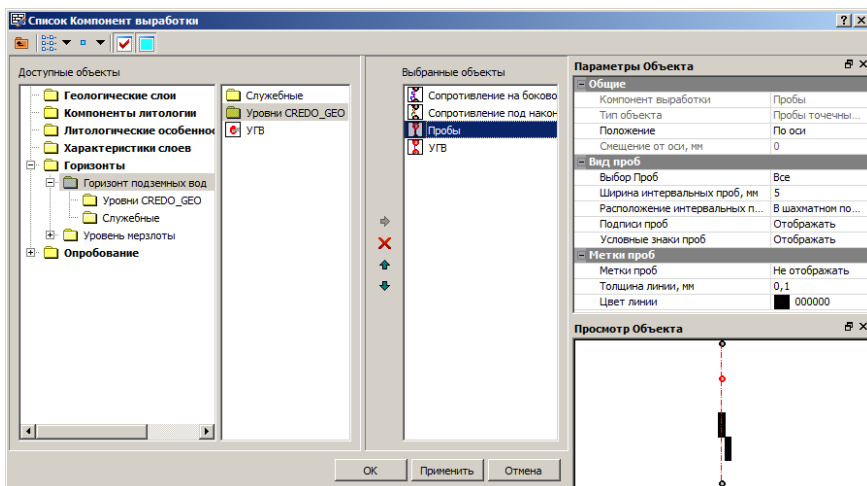 Список Компонент выработки
Доступные объекты
Геологические слои
Компоненты литологии
Литологические особеннос
Характеристики слоев
Горизонты
Горизонт подземных вод
Уровни CREDO_GEO
Служебные
Уровень мерзлоты
Опробование
Служебные
Уровни CREDO_GEO
УГВ
Выбранные объекты
Сопротивление на боково
Сопротивление под након
Пробы
УГВ
OK
Применить
Отмена
Параметры Объекта
Общие
Компонент выработки Пробы
Тип объекта Пробы точечны...
Положение По оси
Смещение от оси, мм 0
Вид проб
Выбор Проб Все
Ширина интервальных проб, мм 5
Расположение интервальных п... В шахматном по...
Подписи проб Отображать
Условные знаки проб Отображать
Метки проб
Метки проб Не отображать
Толщина линии, мм 0,1
Цвет линии 000000
Просмотр Объекта